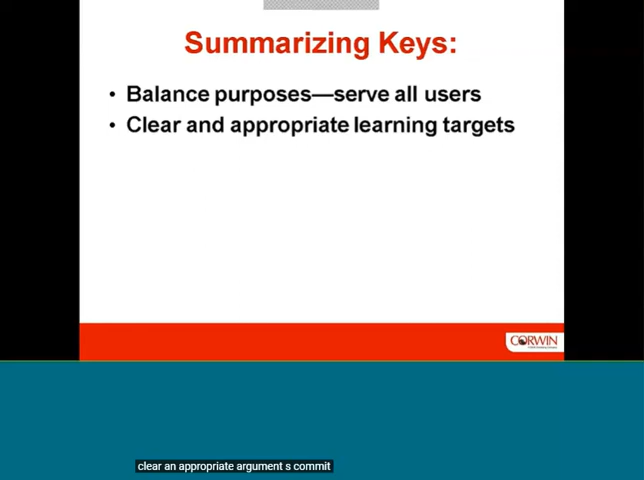 Summarizing Keys:
• Balance purposes—serve all users
• Clear and appropriate learning targets
CORWIN
clear an appropriate argument s commit